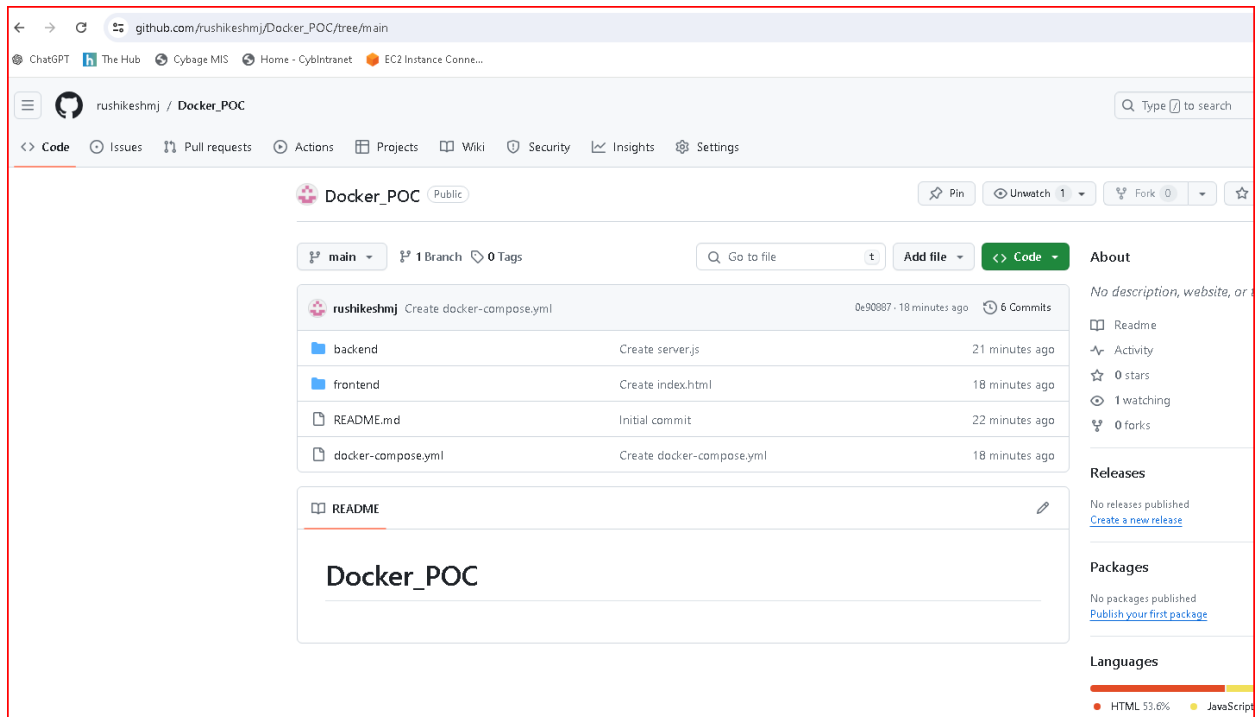 github.com/rushikeshmj/Docker_POC/tree/main
ChatGPT The Hub Cybage MIS Home - CybIntranet EC2 Instance Conne...
rushikeshmj / Docker_POC Type / to search
Code Issues Pull requests Actions Projects Wiki Security Insights Settings
Docker_POC Public Pin Unwatch 1 Fork 0
main 1 Branch 0 Tags Go to file t Add file Code
rushikeshmj Create docker-compose.yml 0e90887 · 18 minutes ago 6 Commits
backend Create server.js 21 minutes ago
frontend Create index.html 18 minutes ago
README.md Initial commit 22 minutes ago
docker-compose.yml Create docker-compose.yml 18 minutes ago
README
Docker_POC
About
No description, website, or
Readme
Activity
0 stars
1 watching
0 forks
Releases
No releases published
Create a new release
Packages
No packages published
Publish your first package
Languages
HTML 53.6% JavaScript